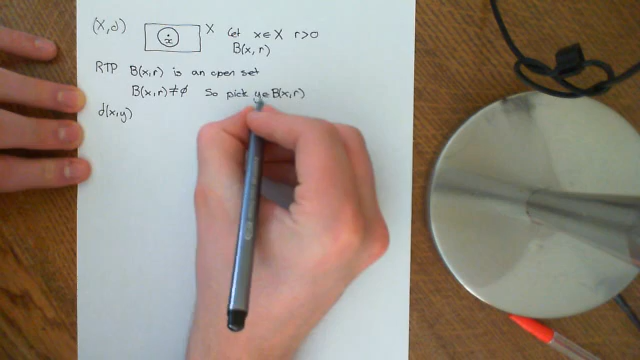 (X, d) ẋ X Let x ∈ X r>0
B(x, r)
RTP B(x, r) is an open set
B(x, r) ≠ ∅ So pick y ∈ B(x, r)
d(x, y)